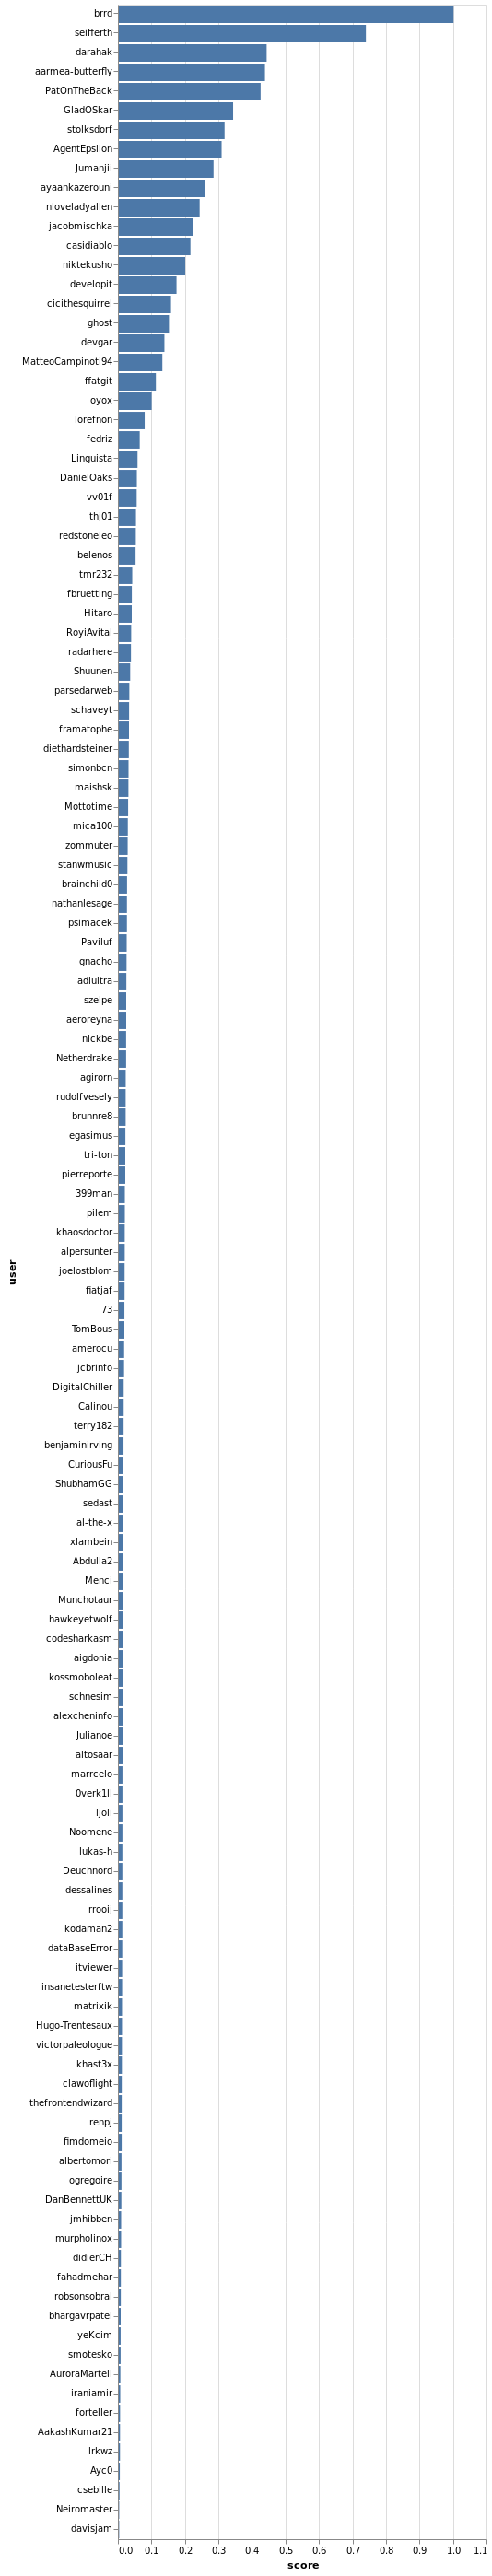 brrd
seifferth
darahak
aarmea-butterfly
PatOnTheBack
GladOSkar
stolksdorf
AgentEpsilon
Jumanjii
ayaankazerouni
nloveladyallen
jacobmischka
casidiablo
niktekusho
developit
cicithesquirrel
ghost
devgar
MatteoCampinoti94
ffatgit
oyox
lorefnon
fedriz
Linguista
DanielOaks
vv01f
thj01
redstoneleo
belenos
tmr232
fbruetting
Hitaro
RoyiAvital
radarhere
Shuunen
parsedarweb
schaveyt
framatophe
diethardsteiner
simonbcn
maishsk
Mottotime
mica100
zommuter
stanwmusic
brainchild0
nathanlesage
psimacek
Paviluf
gnacho
adiultra
szelpe
aeroreyna
nickbe
Netherdrake
agirorn
rudolfvesely
brunnre8
egasimus
tri-ton
pierreporte
399man
pilem
khaosdoctor
alpersunter
joelostblom
fiatjaf
73
TomBous
amerocu
jcbrinfo
DigitalChiller
Calinou
terry182
benjaminirving
CuriousFu
ShubhamGG
sedast
al-the-x
xlambein
Abdulla2
Menci
Munchotaur
hawkeyetwolf
codesharkasm
aigdonia
kossmoboleat
schnesim
alexcheninfo
Julianoe
altosaar
marrcelo
0verk1ll
ljoli
Noomene
lukas-h
Deuchnord
dessalines
rrooij
kodaman2
dataBaseError
itviewer
insanetesterftw
matrixik
Hugo-Trentesaux
victorpaleologue
khast3x
clawoflight
thefrontendwizard
renpj
fimdomeio
albertomori
ogregoire
DanBennettUK
jmhibben
murpholinox
didierCH
fahadmehar
robsonsobral
bhargavrpatel
yeKcim
smotesko
AuroraMartell
iraniamir
forteller
AakashKumar21
lrkwz
Ayc0
csebille
Neiromaster
davisjam
user
0.0 0.1 0.2 0.3 0.4 0.5 0.6 0.7 0.8 0.9 1.0 1.1
score